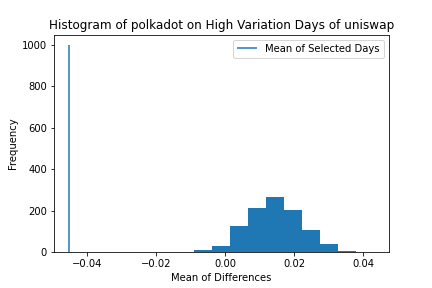 Histogram of polkadot on High Variation Days of uniswap
Mean of Selected Days
1000
800
600
400
200
0
Frequency
−0.04 −0.02 0.00 0.02 0.04
Mean of Differences